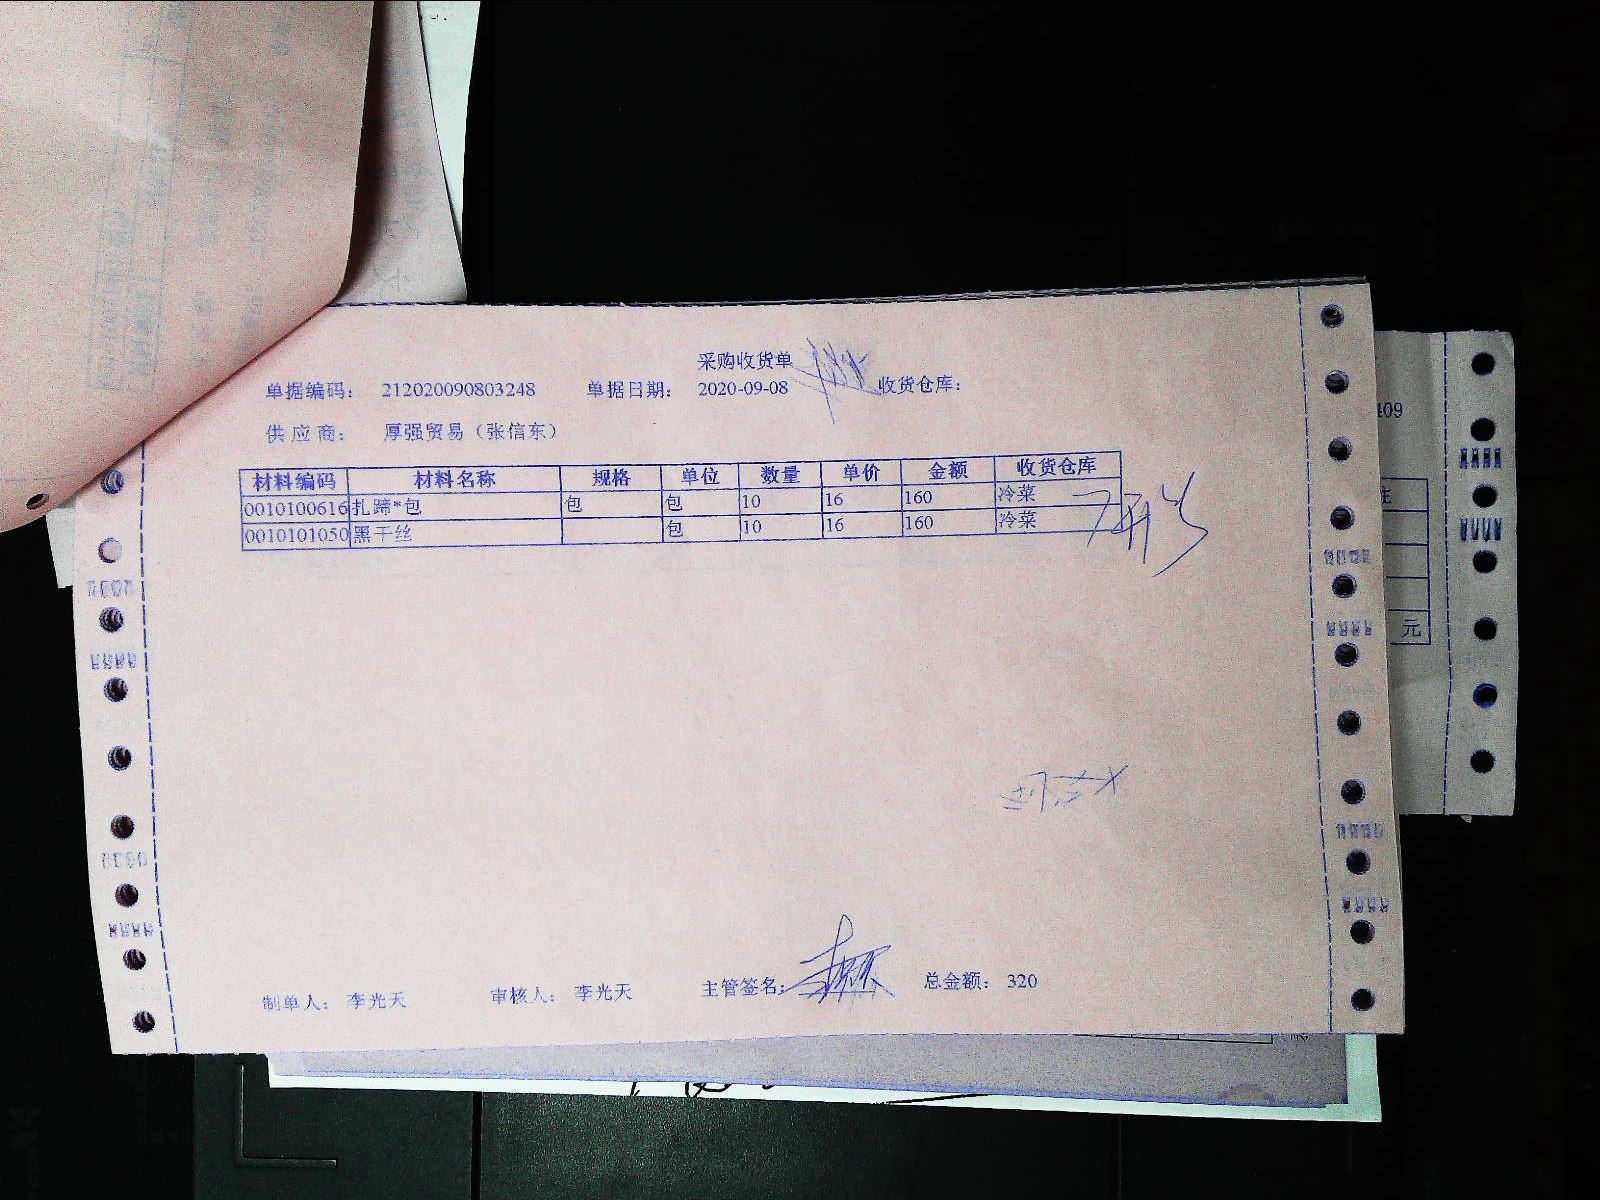 采购收货单
单据编码： 212020090803248 单据日期： 2020-09-08 收货仓库：
供应商： 厚强贸易（张信东）
材料编码 材料名称 规格 单位 数量 单价 金额 收货仓库
0010100616 扎蹄*包 包 包 10 16 160 冷菜
0010101050 黑干丝 包 10 16 160 冷菜
制单人： 李光天 审核人： 李光天 主管签名： 总金额： 320
409
元